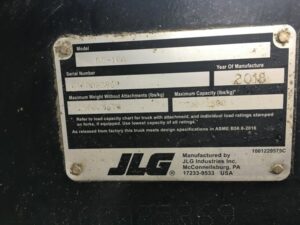 Model
Serial Number
Year Of Manufacture
2018
Maximum Weight Without Attachments (lbs/kg)
Maximum Capacity (lbs/kg)*
* Refer to load capacity chart for truck with attachment, and individual load ratings stamped
on forks, if equipped. Use lowest capacity of all ratings.
As released from factory this truck meets design specifications in ASME B56.6-2016
JLG
Manufactured by
JLG Industries Inc.
McConnellsburg, PA
17233-9533 USA
1001229575C